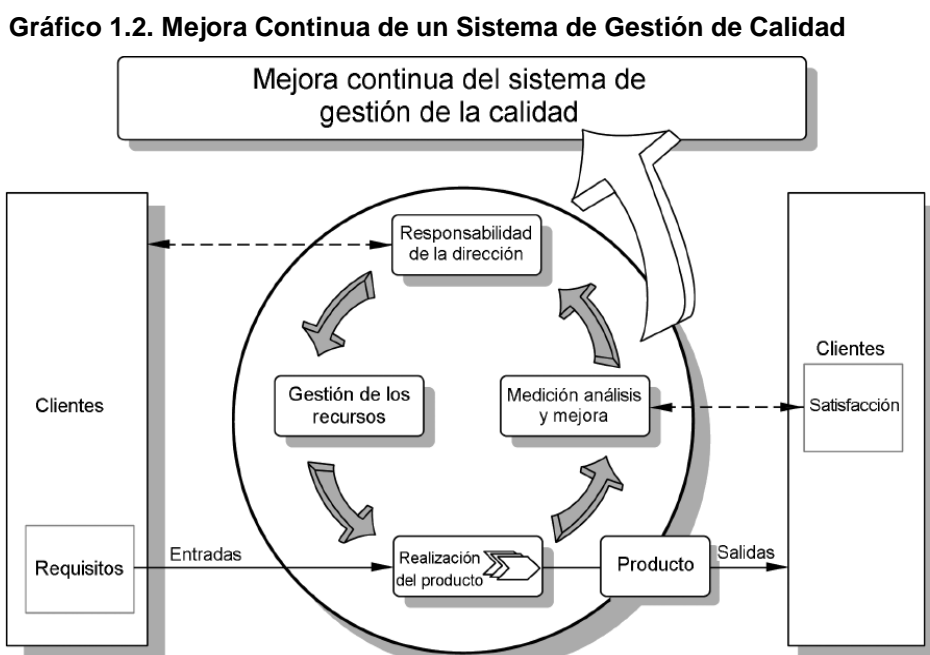 Gráfico 1.2. Mejora Continua de un Sistema de Gestión de Calidad
Mejora continua del sistema de
gestión de la calidad
Responsabilidad
de la dirección
Clientes
Gestión de los
recursos
Medición análisis
y mejora
Clientes
Satisfacción
Requisitos
Entradas
Realización
del producto
Producto
Salidas